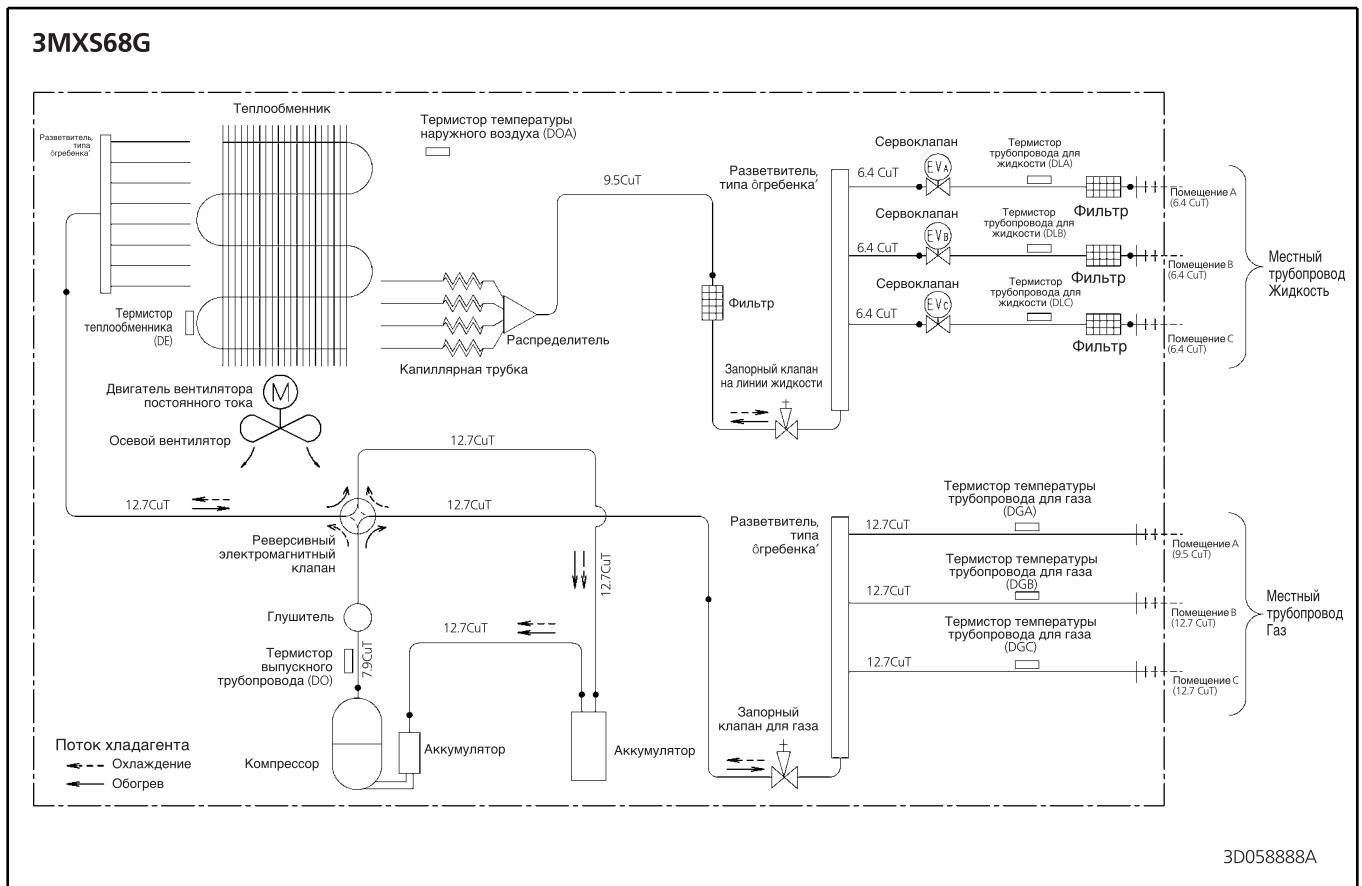 3MXS68G
Теплообменник
Разветвитель,
типа
ôгребенка′
Термистор температуры
наружного воздуха (DOA)
9.5CuT
Термистор
теплообменника
(DE)
Распределитель
Капиллярная трубка
Двигатель вентилятора
постоянного тока
M
Осевой вентилятор
Фильтр
Запорный клапан
на линии жидкости
Разветвитель,
типа ôгребенка′
Сервоклапан
6.4 CuT
EVA
Термистор
трубопровода для
жидкости (DLA)
Фильтр
Помещение A
(6.4 CuT)
Сервоклапан
6.4 CuT
EVB
Термистор
трубопровода для
жидкости (DLB)
Фильтр
Помещение B
(6.4 CuT)
Сервоклапан
6.4 CuT
EVC
Термистор
трубопровода для
жидкости (DLC)
Фильтр
Помещение C
(6.4 CuT)
Местный
трубопровод
Жидкость
12.7CuT
12.7CuT
12.7CuT
Реверсивный
электромагнитный
клапан
12.7CuT
Глушитель
12.7CuT
Термистор
выпускного
трубопровода (DO)
7.9CuT
Компрессор
Аккумулятор
Аккумулятор
Поток хладагента
Охлаждение
Обогрев
Разветвитель,
типа
ôгребенка′
Запорный
клапан для газа
12.7CuT
Термистор температуры
трубопровода для газа
(DGA)
Помещение A
(9.5 CuT)
12.7CuT
Термистор температуры
трубопровода для газа
(DGB)
Помещение B
(12.7 CuT)
12.7CuT
Термистор температуры
трубопровода для газа
(DGC)
Помещение C
(12.7 CuT)
Местный
трубопровод
Газ
3D058888A